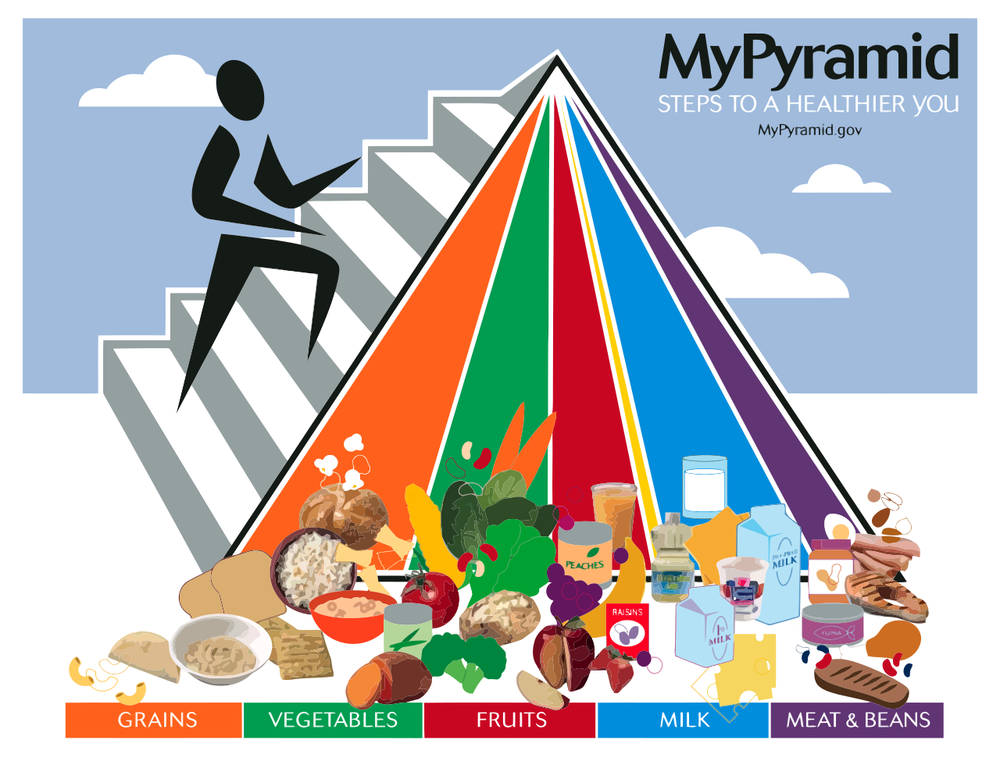 MyPyramid
STEPS TO A HEALTHIER YOU
MyPyramid.gov
PEACHES
MILK
RAISINS
TUNA
MILK
GRAINS
VEGETABLES
FRUITS
MILK
MEAT & BEANS